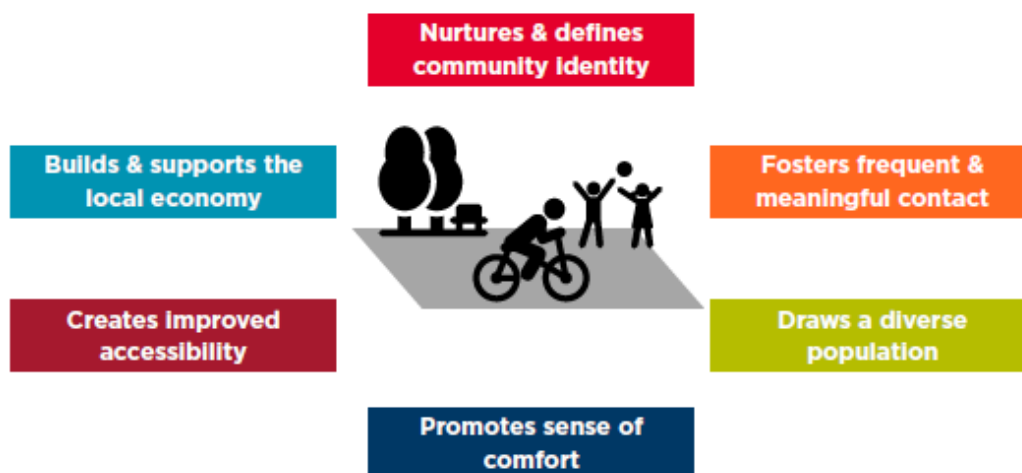 Nurtures & defines
community identity
Builds & supports the
local economy
Fosters frequent &
meaningful contact
Creates improved
accessibility
Draws a diverse
population
Promotes sense of
comfort